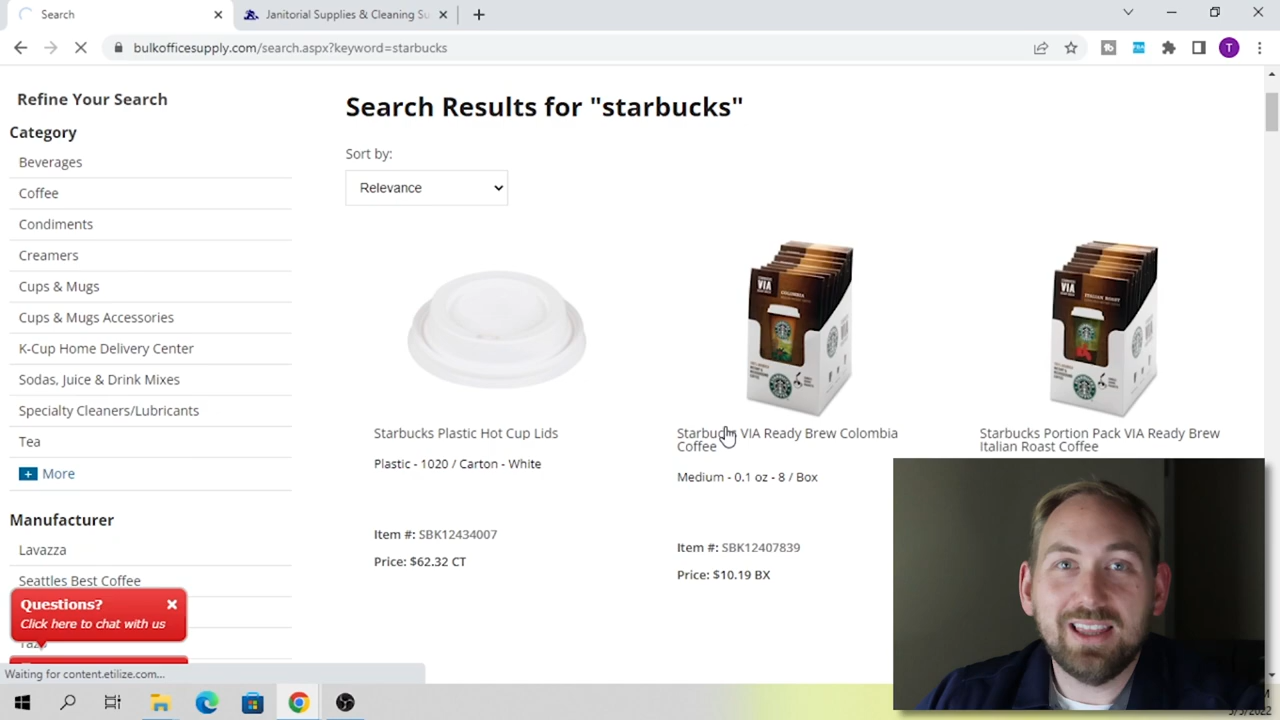 Search
Janitorial Supplies & Cleaning Su
bulkofficesupply.com/search.aspx?keyword=starbucks
T
Refine Your Search
Category
Beverages
Coffee
Condiments
Creamers
Cups & Mugs
Cups & Mugs Accessories
K-Cup Home Delivery Center
Sodas, Juice & Drink Mixes
Specialty Cleaners/Lubricants
Tea
+ More
Manufacturer
Lavazza
Seattles Best Coffee
Questions?
Click here to chat with us
Waiting for content.etilize.com...
Search Results for "starbucks"
Sort by:
Relevance
Starbucks Plastic Hot Cup Lids
Plastic - 1020 / Carton - White
Item #: SBK12434007
Price: $62.32 CT
VIA
COLOMBIA
Starbucks VIA Ready Brew Colombia
Coffee
Medium - 0.1 oz - 8 / Box
Item #: SBK12407839
Price: $10.19 BX
VIA
ITALIAN ROAST
Starbucks Portion Pack VIA Ready Brew
Italian Roast Coffee